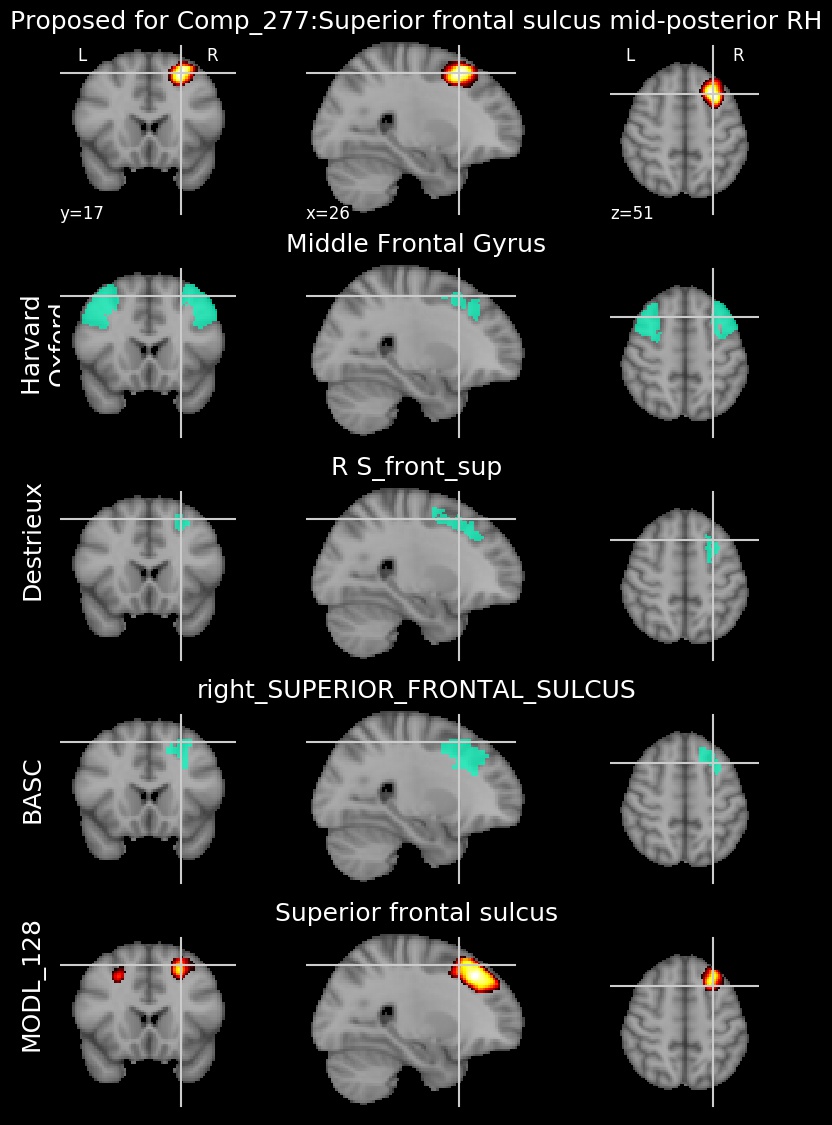 Proposed for Comp_277:Superior frontal sulcus mid-posterior RH
L R L R
y=17 x=26 z=51
Middle Frontal Gyrus
Harvard
R S_front_sup
Destrieux
right_SUPERIOR_FRONTAL_SULCUS
BASC
Superior frontal sulcus
MODL_128